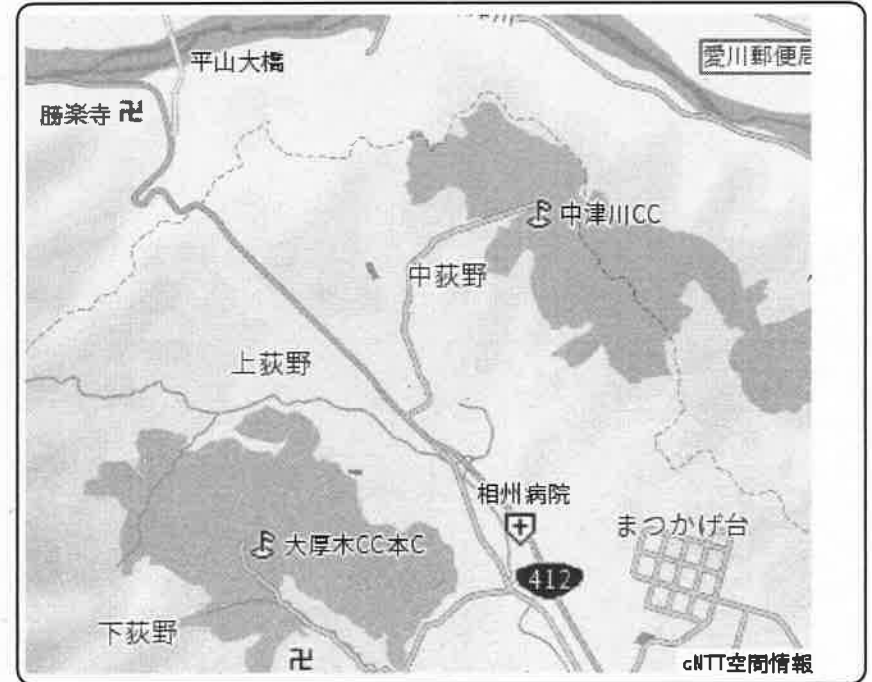 平山大橋
愛川郵便局
勝楽寺 卍
中津川CC
中荻野
上荻野
相州病院
まつかげ台
大厚木CC本C
412
下荻野
卍
cNTT空間情報